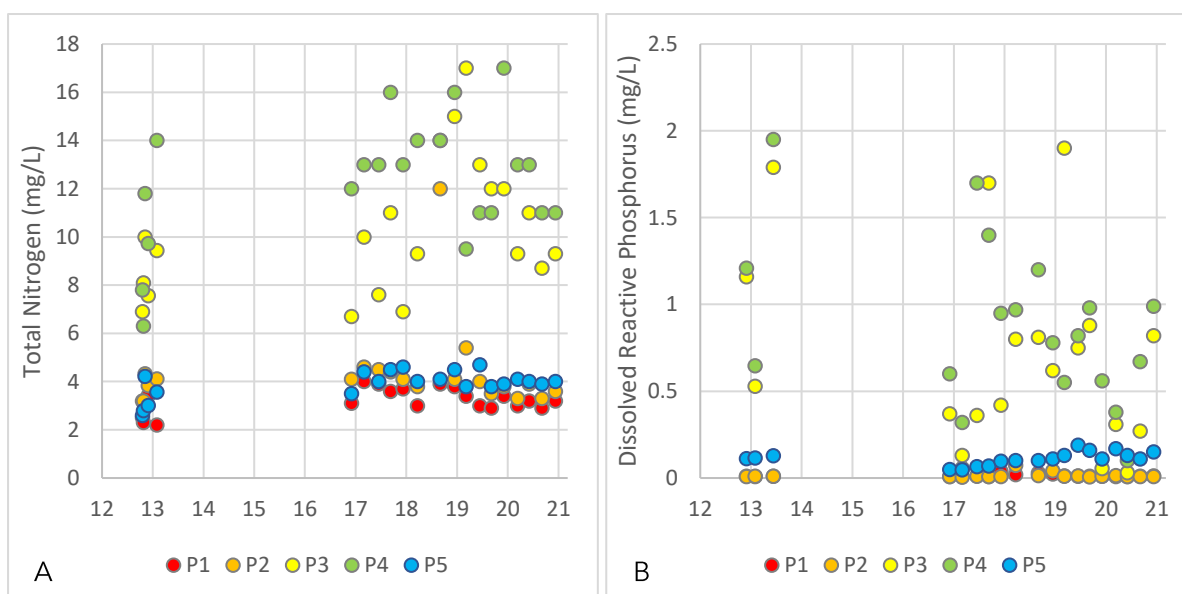 Total Nitrogen (mg/L)
18
16
14
12
10
8
6
4
2
0
12 13 14 15 16 17 18 19 20 21
P1 P2 P3 P4 P5
A
Dissolved Reactive Phosphorus (mg/L)
2.5
2
1.5
1
0.5
0
12 13 14 15 16 17 18 19 20 21
P1 P2 P3 P4 P5
B